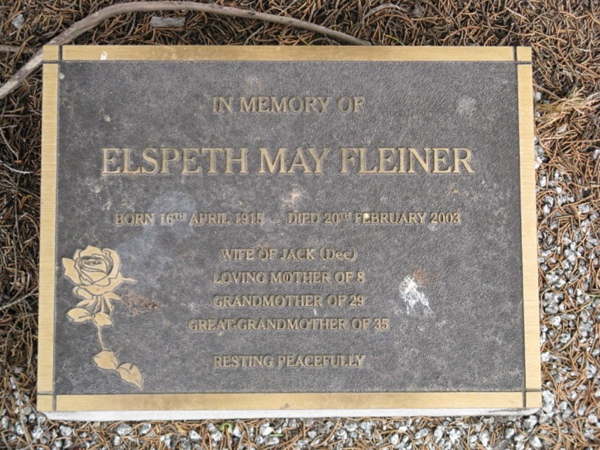 IN MEMORY OF
ELSPETH MAY FLEINER
BORN 16TH APRIL 1915 ... DIED 20TH FEBRUARY 2003
WIFE OF JACK (Dec)
LOVING MOTHER OF 8
GRANDMOTHER OF 29
GREAT-GRANDMOTHER OF 35
RESTING PEACEFULLY